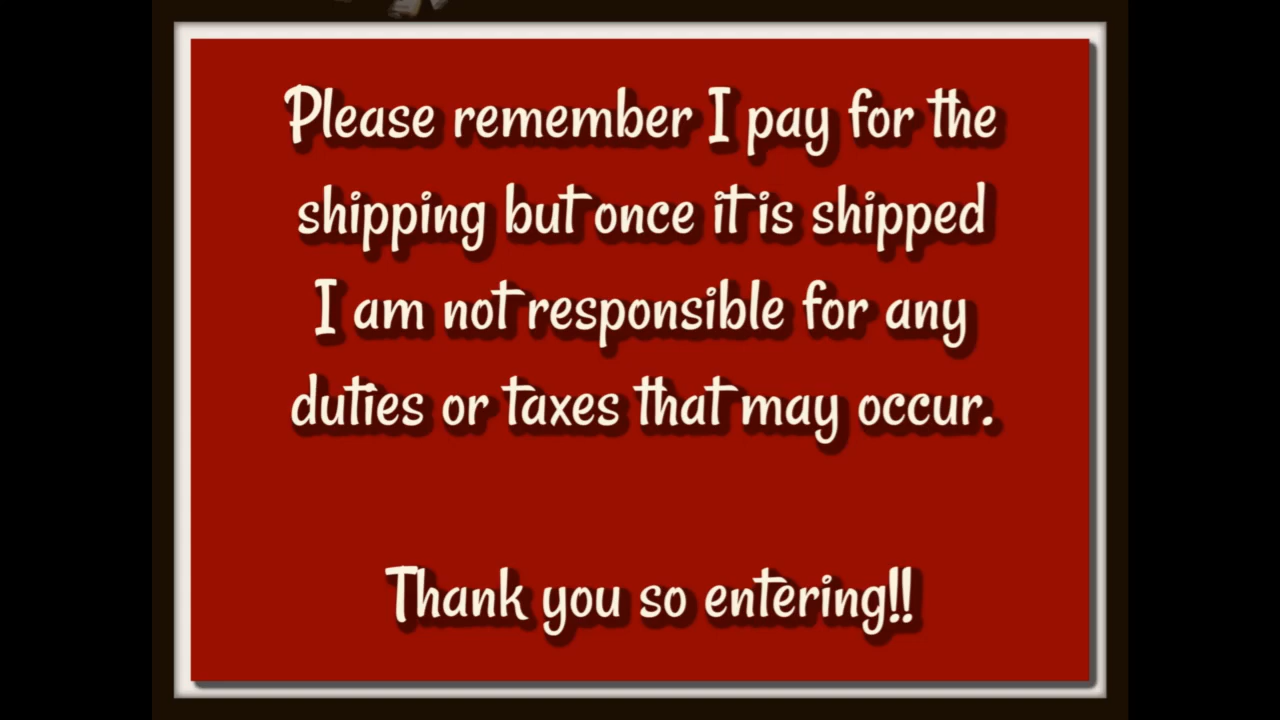 Please remember I pay for the
shipping but once it is shipped
I am not responsible for any
duties or taxes that may occur.
Thank you so entering!!